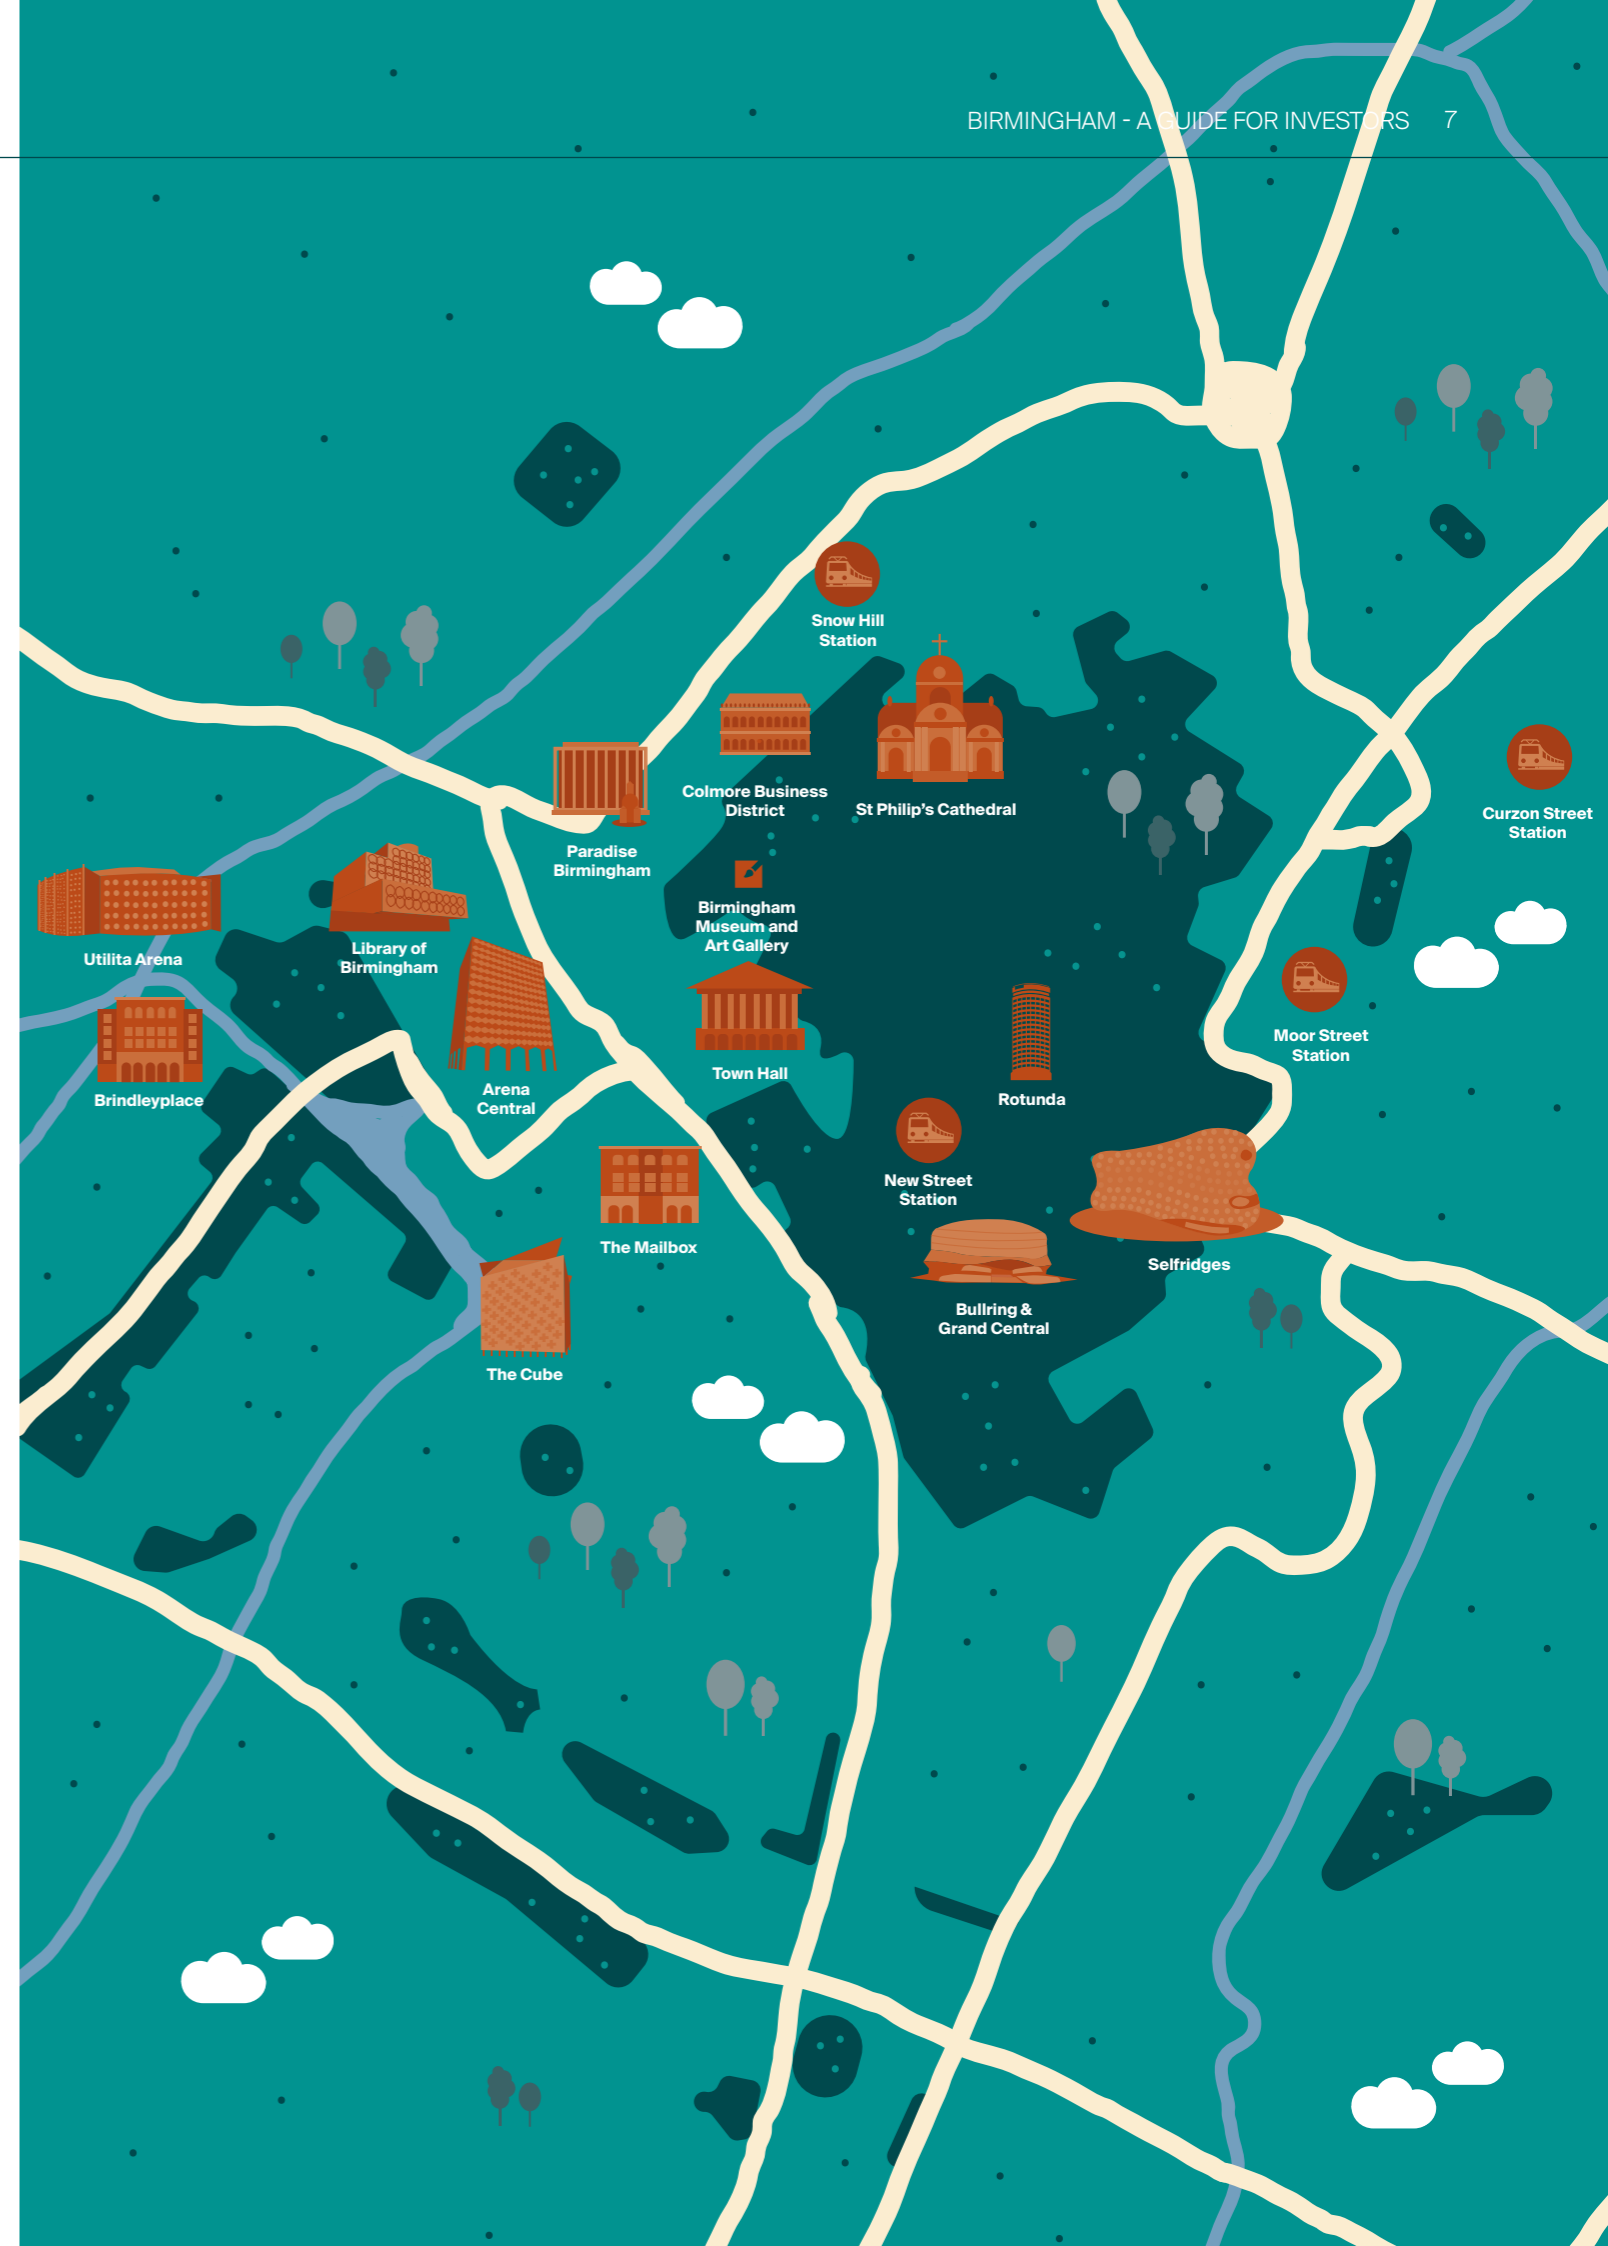 BIRMINGHAM - A GUIDE FOR INVESTORS 7
Snow Hill
Station
Colmore Business
District
St Philip’s Cathedral
Curzon Street
Station
Paradise
Birmingham
Birmingham
Museum and
Art Gallery
Utilita Arena
Library of
Birmingham
Town Hall
Moor Street
Station
Brindleyplace
Arena
Central
Rotunda
New Street
Station
The Mailbox
Selfridges
Bullring &
Grand Central
The Cube